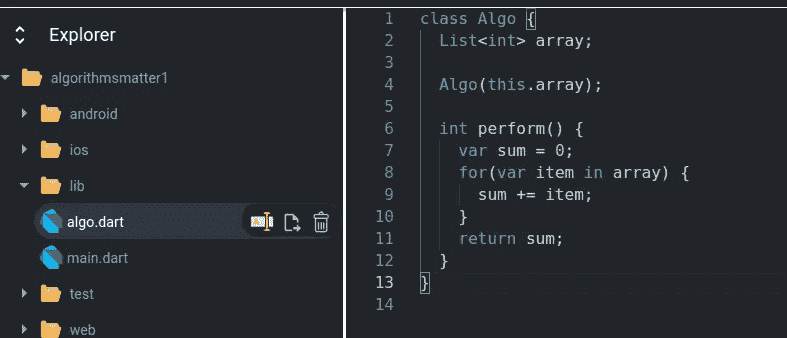 Explorer
algorithmsmatter1
android
ios
lib
algo.dart
main.dart
test
web
1 class Algo {
2   List<int> array;
3
4   Algo(this.array);
5
6   int perform() {
7     var sum = 0;
8     for(var item in array) {
9       sum += item;
10     }
11     return sum;
12   }
13 }
14